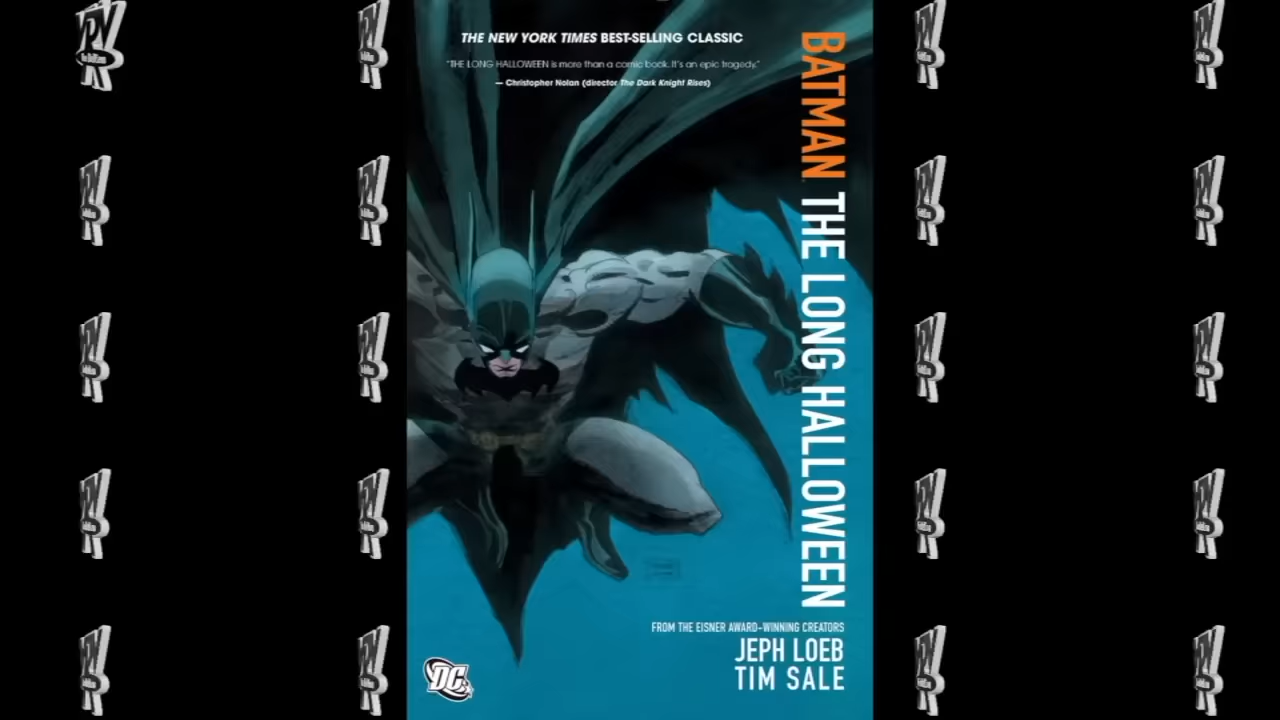 THE NEW YORK TIMES BEST-SELLING CLASSIC
"THE LONG HALLOWEEN is more than a comic book. It's an epic tragedy."
— Christopher Nolan (director The Dark Knight Rises)
BATMAN THE LONG HALLOWEEN
FROM THE EISNER AWARD-WINNING CREATORS
JEPH LOEB
TIM SALE
DC